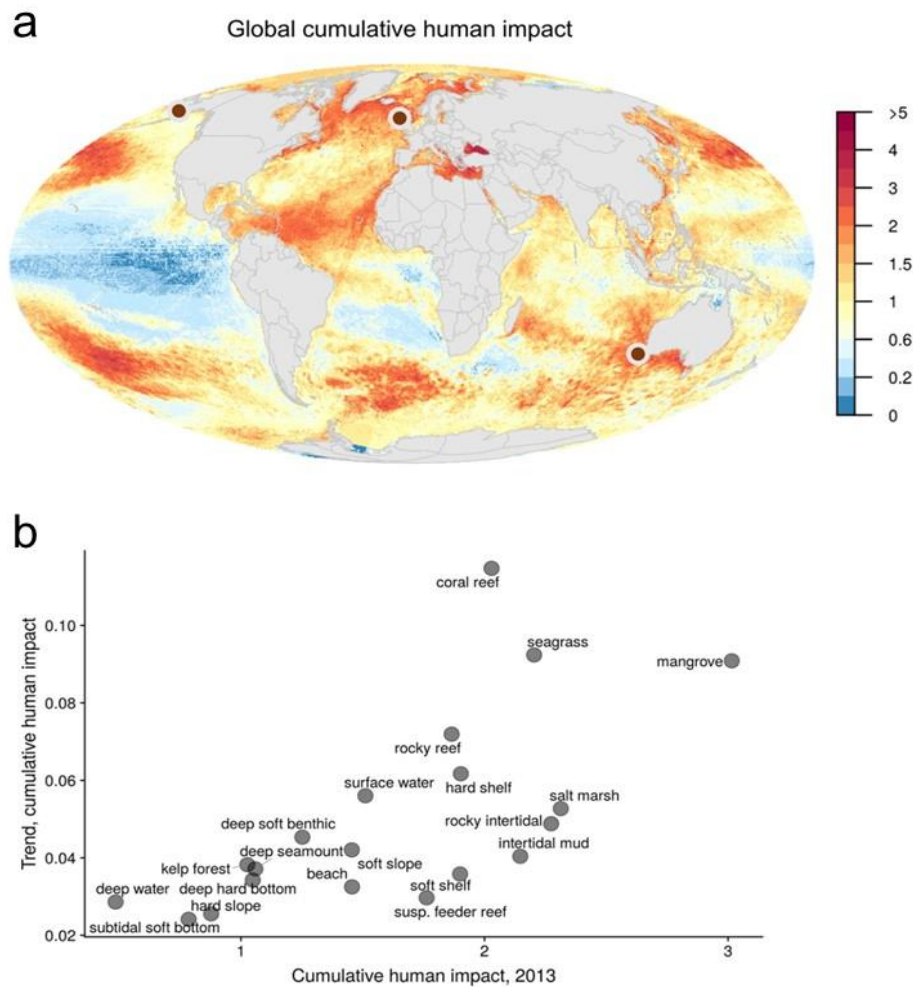 a
Global cumulative human impact
>5
4
3
2
1.5
1
0.6
0.2
0
b
Trend, cumulative human impact
0.10
0.08
0.06
0.04
0.02
coral reef
seagrass
mangrove
rocky reef
surface water
hard shelf
salt marsh
deep soft benthic
rocky intertidal
deep seamount
intertidal mud
kelp forest
soft slope
beach
deep water
deep hard bottom
soft shelf
hard slope
susp. feeder reef
subtidal soft bottom
1
2
3
Cumulative human impact, 2013